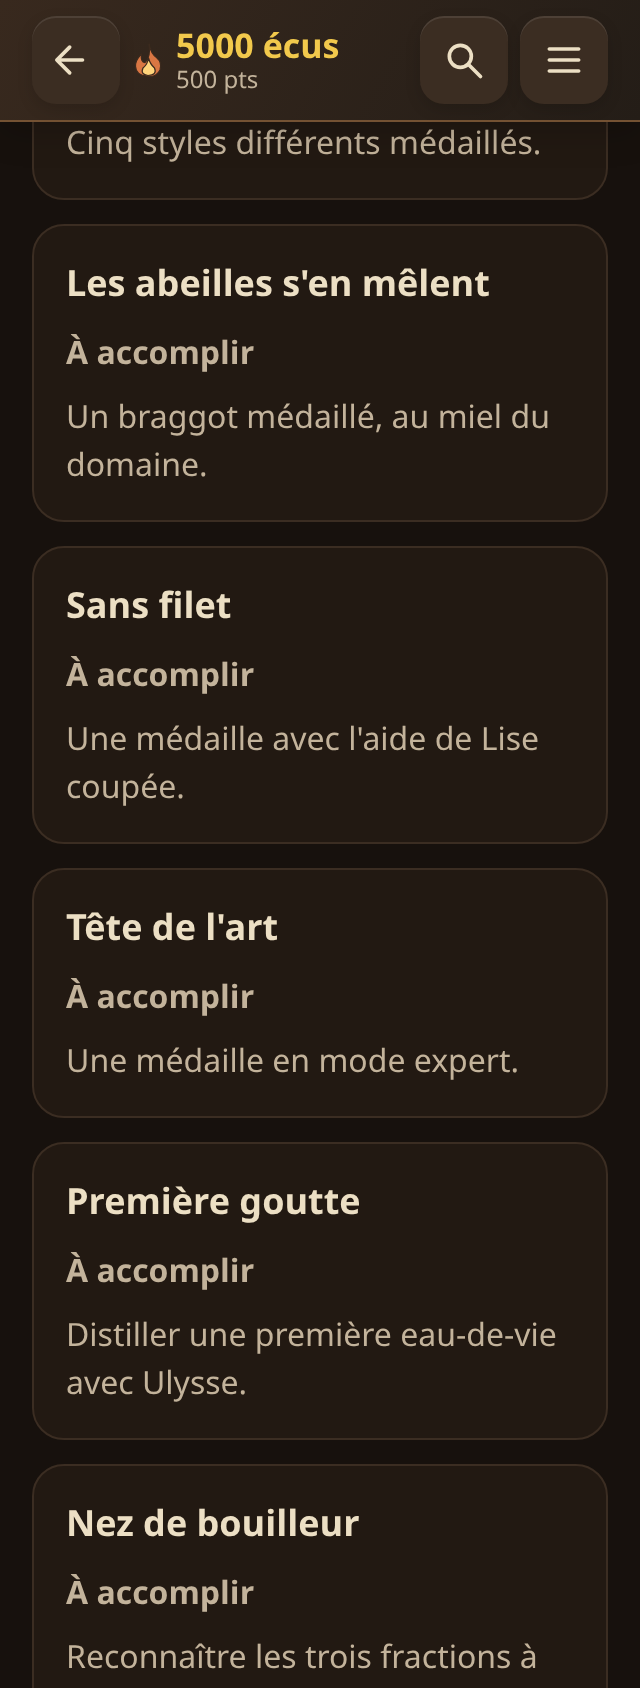 5000 écus
500 pts
Cinq styles différents médaillés.
Les abeilles s'en mêlent
À accomplir
Un braggot médaillé, au miel du
domaine.
Sans filet
À accomplir
Une médaille avec l'aide de Lise
coupée.
Tête de l'art
À accomplir
Une médaille en mode expert.
Première goutte
À accomplir
Distiller une première eau-de-vie
avec Ulysse.
Nez de bouilleur
À accomplir
Reconnaître les trois fractions à